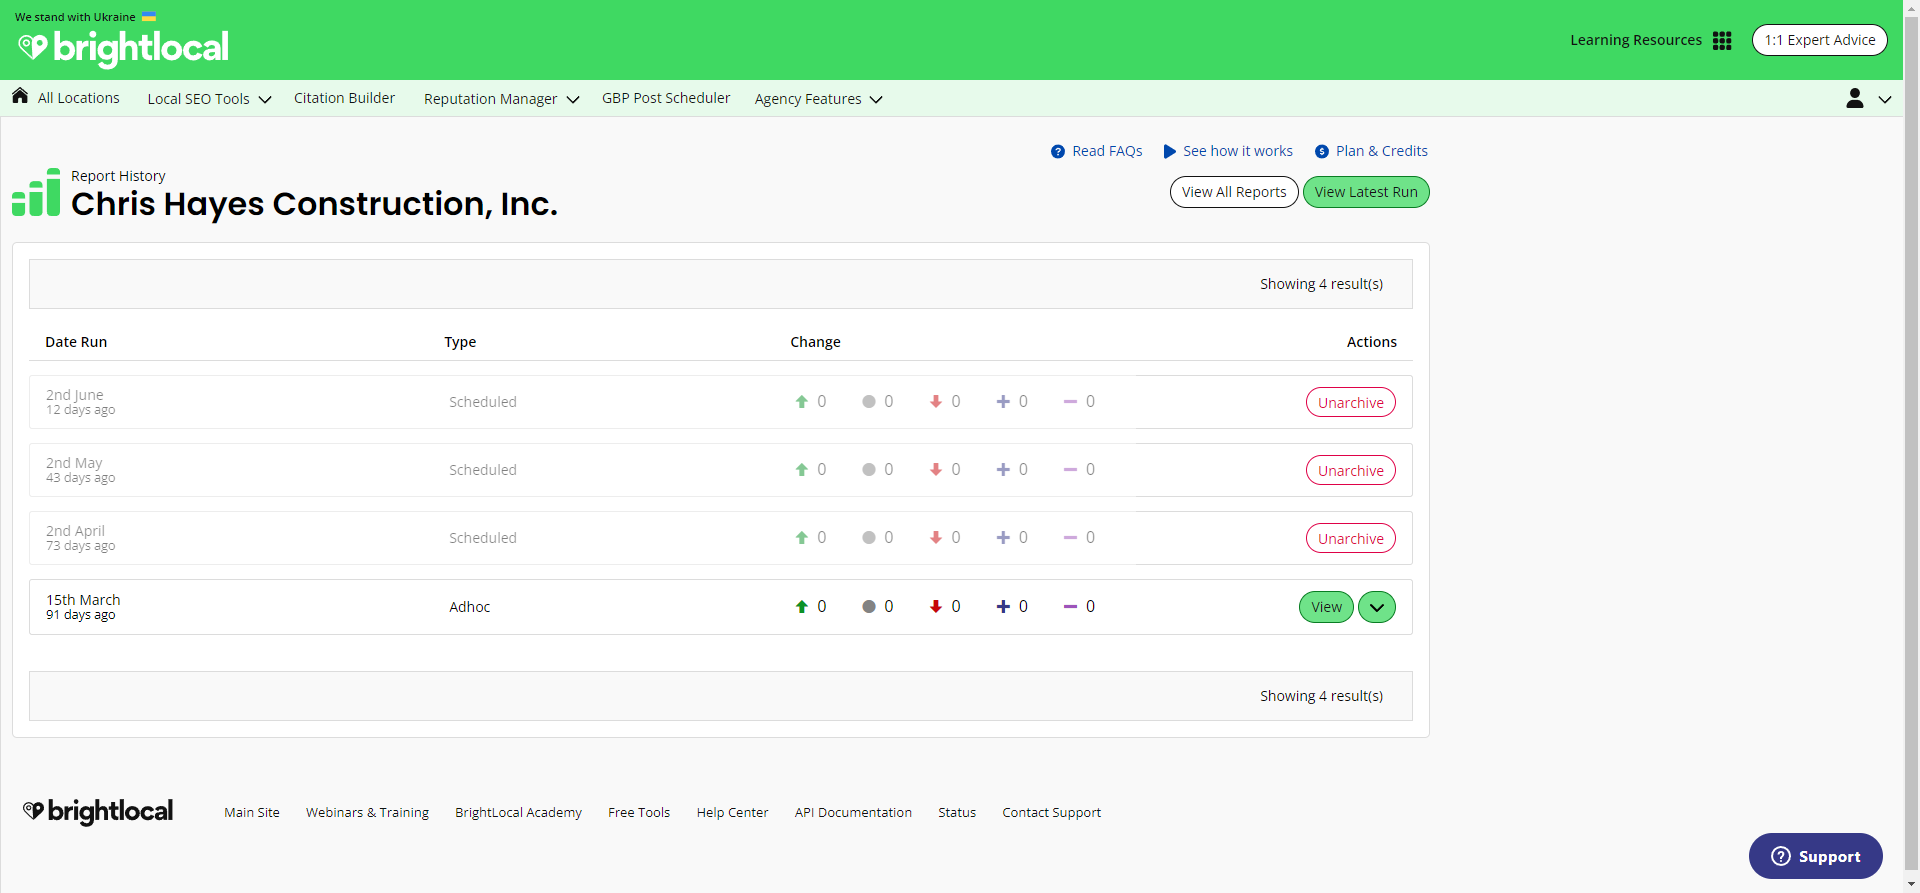 We stand with Ukraine
brightlocal
Learning Resources
1:1 Expert Advice
All Locations
Local SEO Tools
Citation Builder
Reputation Manager
GBP Post Scheduler
Agency Features
Read FAQs
See how it works
Plan & Credits
Report History
Chris Hayes Construction, Inc.
View All Reports
View Latest Run
Showing 4 result(s)
Date Run Type Change Actions
2nd June
12 days ago
Scheduled 0 0 0 0 0 Unarchive
2nd May
43 days ago
Scheduled 0 0 0 0 0 Unarchive
2nd April
73 days ago
Scheduled 0 0 0 0 0 Unarchive
15th March
91 days ago
Adhoc 0 0 0 0 0 View
Showing 4 result(s)
brightlocal
Main Site
Webinars & Training
BrightLocal Academy
Free Tools
Help Center
API Documentation
Status
Contact Support
Support